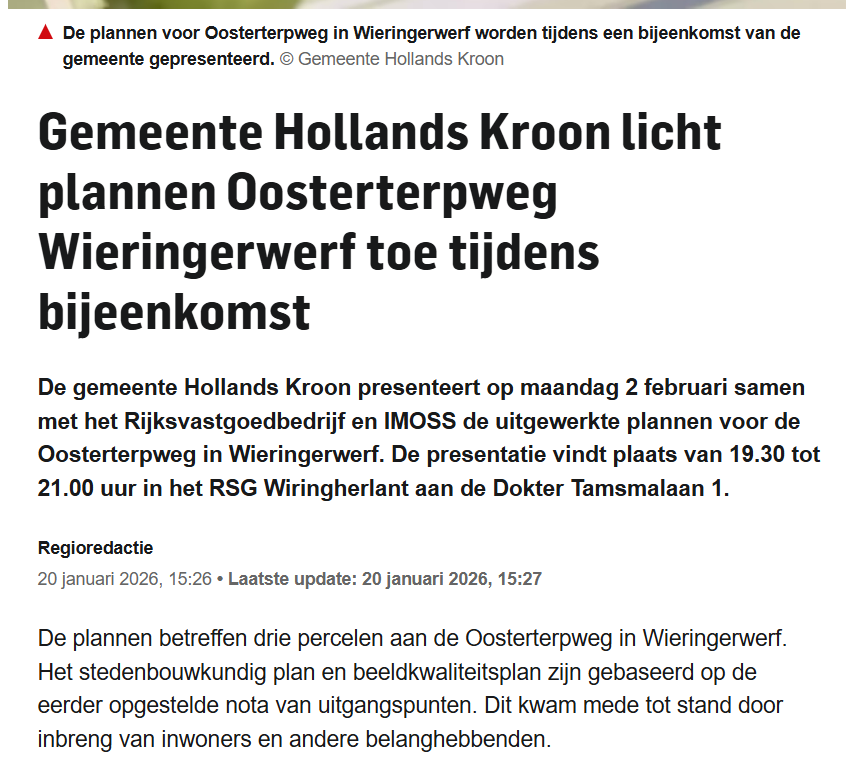 ▲ De plannen voor Oosterterpweg in Wieringerwerf worden tijdens een bijeenkomst van de
gemeente gepresenteerd. © Gemeente Hollands Kroon
Gemeente Hollands Kroon licht
plannen Oosterterpweg
Wieringerwerf toe tijdens
bijeenkomst
De gemeente Hollands Kroon presenteert op maandag 2 februari samen
met het Rijksvastgoedbedrijf en IMOSS de uitgewerkte plannen voor de
Oosterterpweg in Wieringerwerf. De presentatie vindt plaats van 19.30 tot
21.00 uur in het RSG Wiringherlant aan de Dokter Tamsmalaan 1.
Regioredactie
20 januari 2026, 15:26 • Laatste update: 20 januari 2026, 15:27
De plannen betreffen drie percelen aan de Oosterterpweg in Wieringerwerf.
Het stedenbouwkundig plan en beeldkwaliteitsplan zijn gebaseerd op de
eerder opgestelde nota van uitgangspunten. Dit kwam mede tot stand door
inbreng van inwoners en andere belanghebbenden.